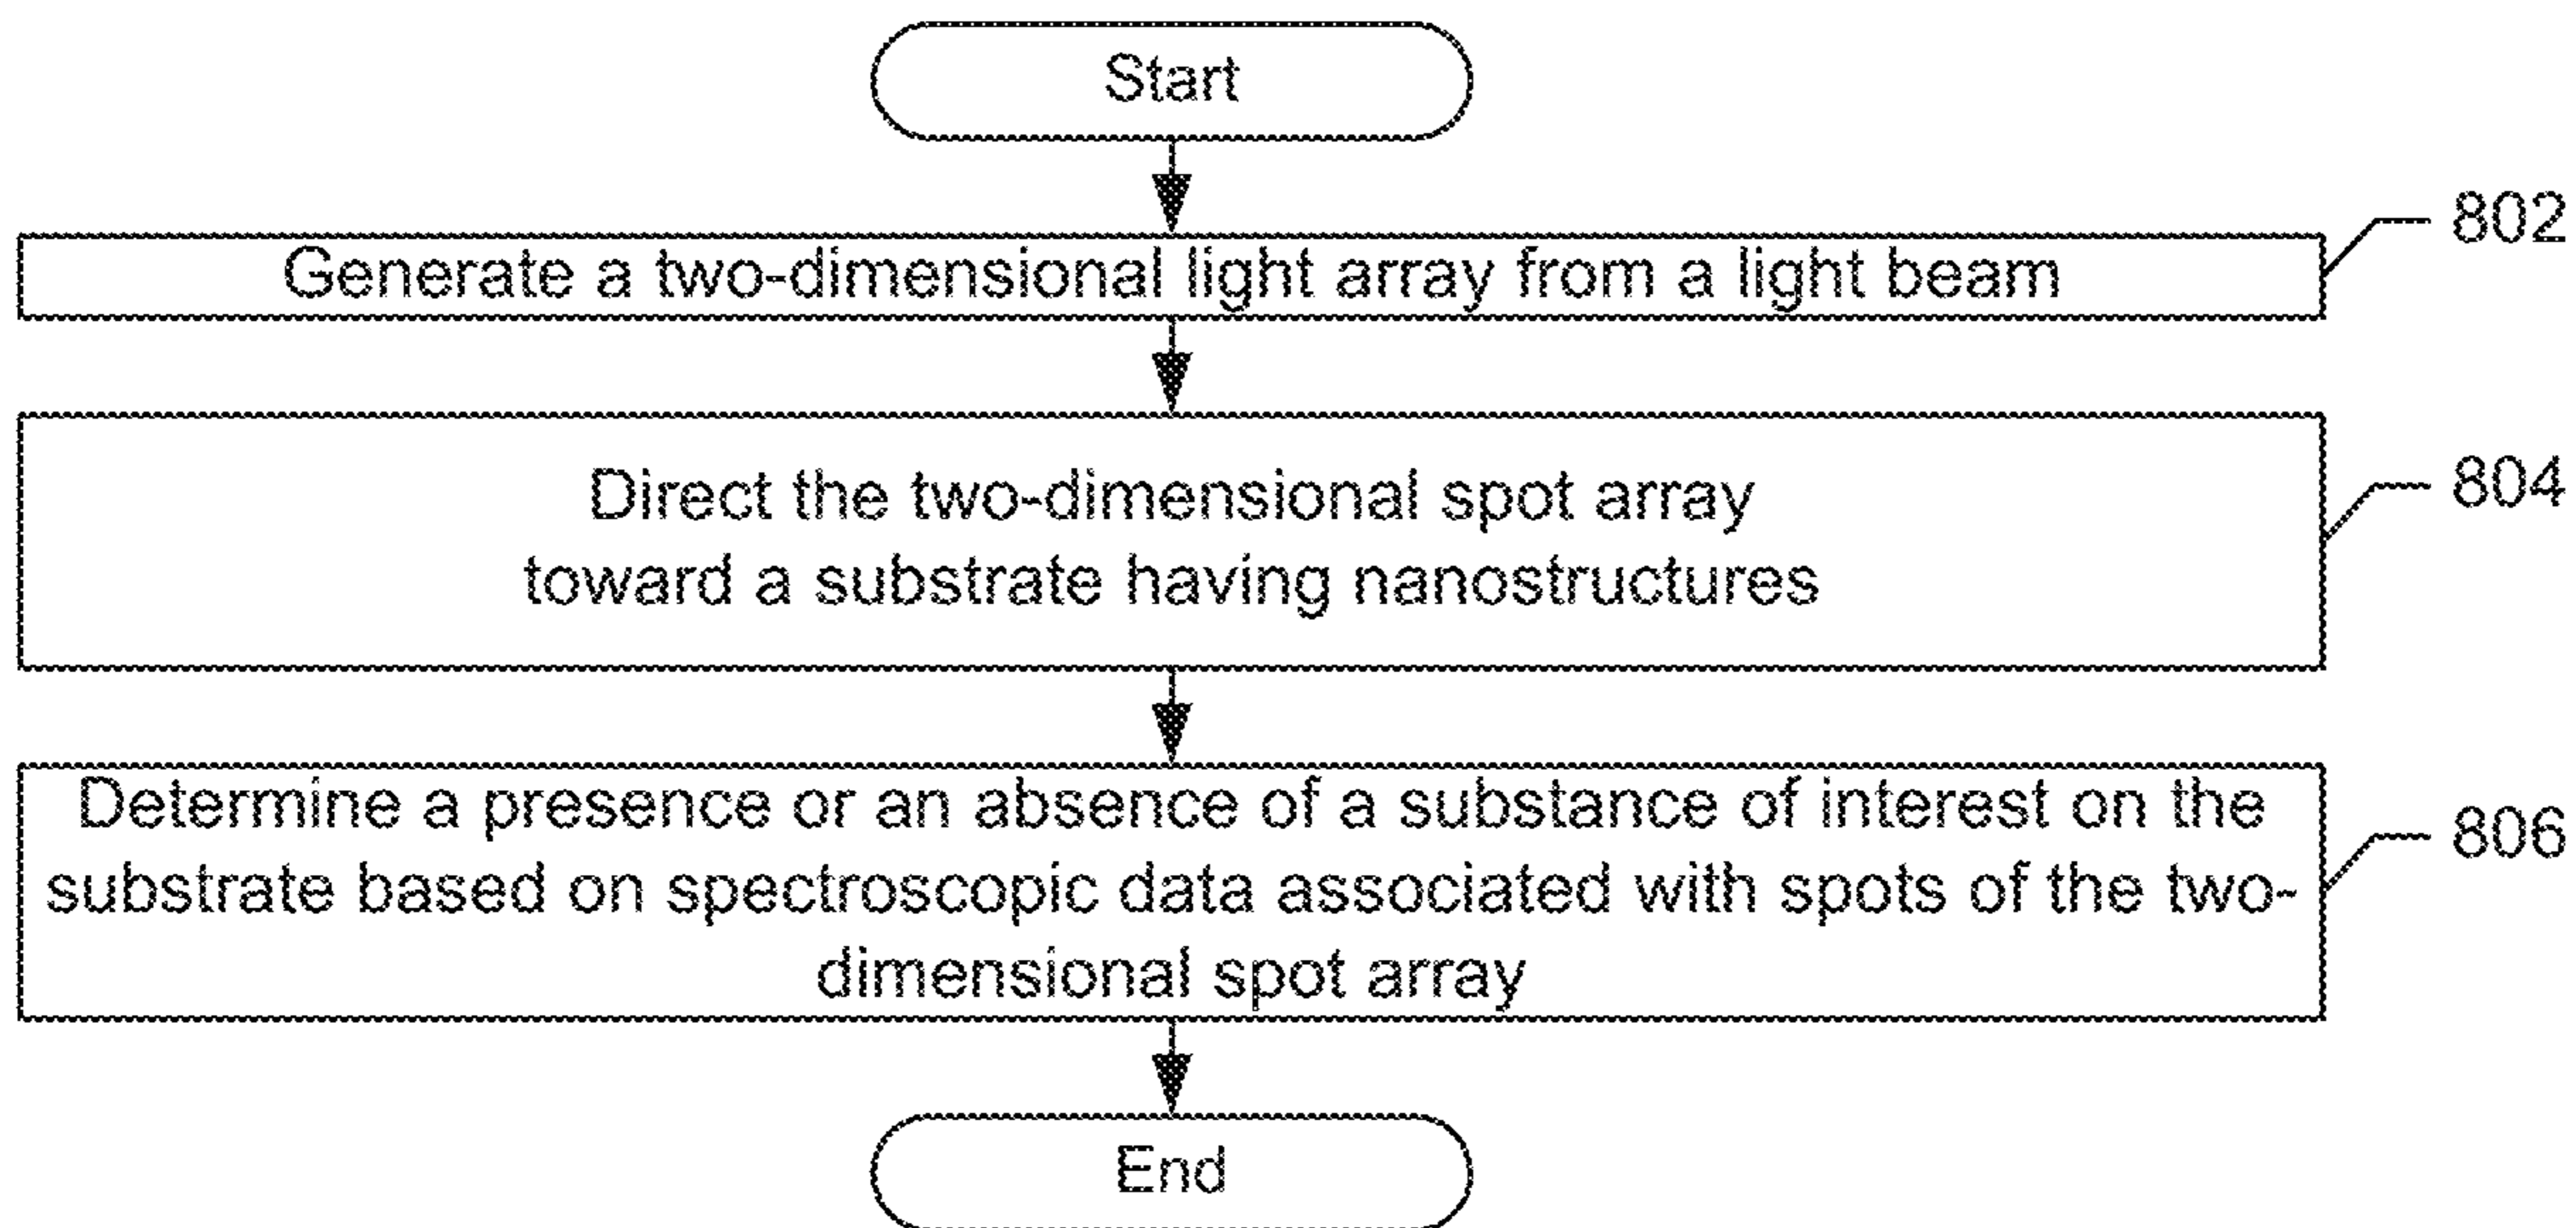 Start
Generate a two-dimensional light array from a light beam
802
Direct the two-dimensional spot array
toward a substrate having nanostructures
804
Determine a presence or an absence of a substance of interest on the
substrate based on spectroscopic data associated with spots of the two-
dimensional spot array
806
End